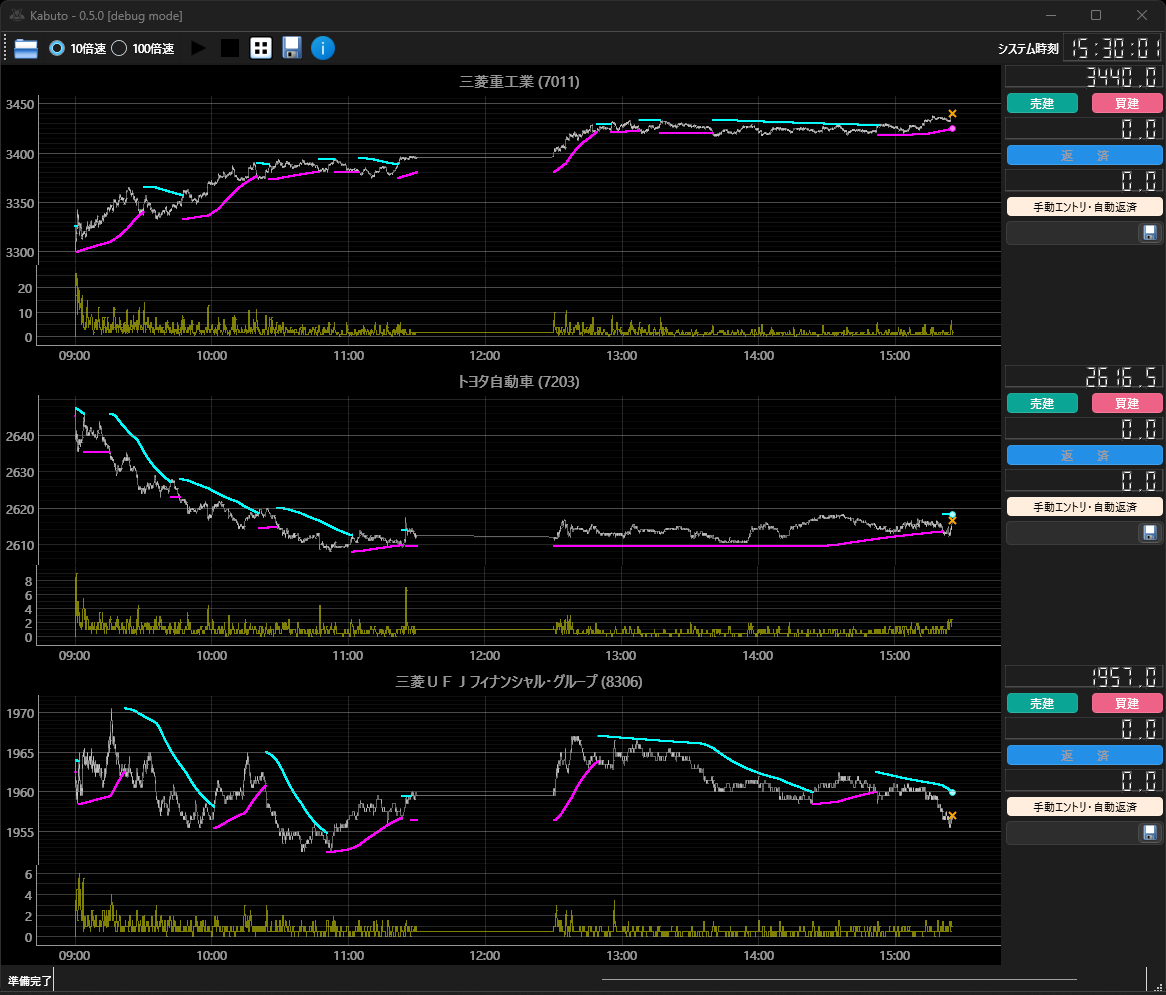 Kabuto - 0.5.0 [debug mode]
10倍速 100倍速 システム時刻 15:30:01
三菱重工業 (7011)
3440.0
売建 買建
0.0
返 済
0.0
手動エントリ・自動返済
3450
3400
3350
3300
20
10
0
09:00 10:00 11:00 12:00 13:00 14:00 15:00
トヨタ自動車 (7203)
2616.5
売建 買建
0.0
返 済
0.0
手動エントリ・自動返済
2640
2630
2620
2610
8
6
4
2
0
09:00 10:00 11:00 12:00 13:00 14:00 15:00
三菱ＵＦＪフィナンシャル・グループ (8306)
1957.0
売建 買建
0.0
返 済
0.0
手動エントリ・自動返済
1970
1965
1960
1955
6
4
2
0
09:00 10:00 11:00 12:00 13:00 14:00 15:00
準備完了